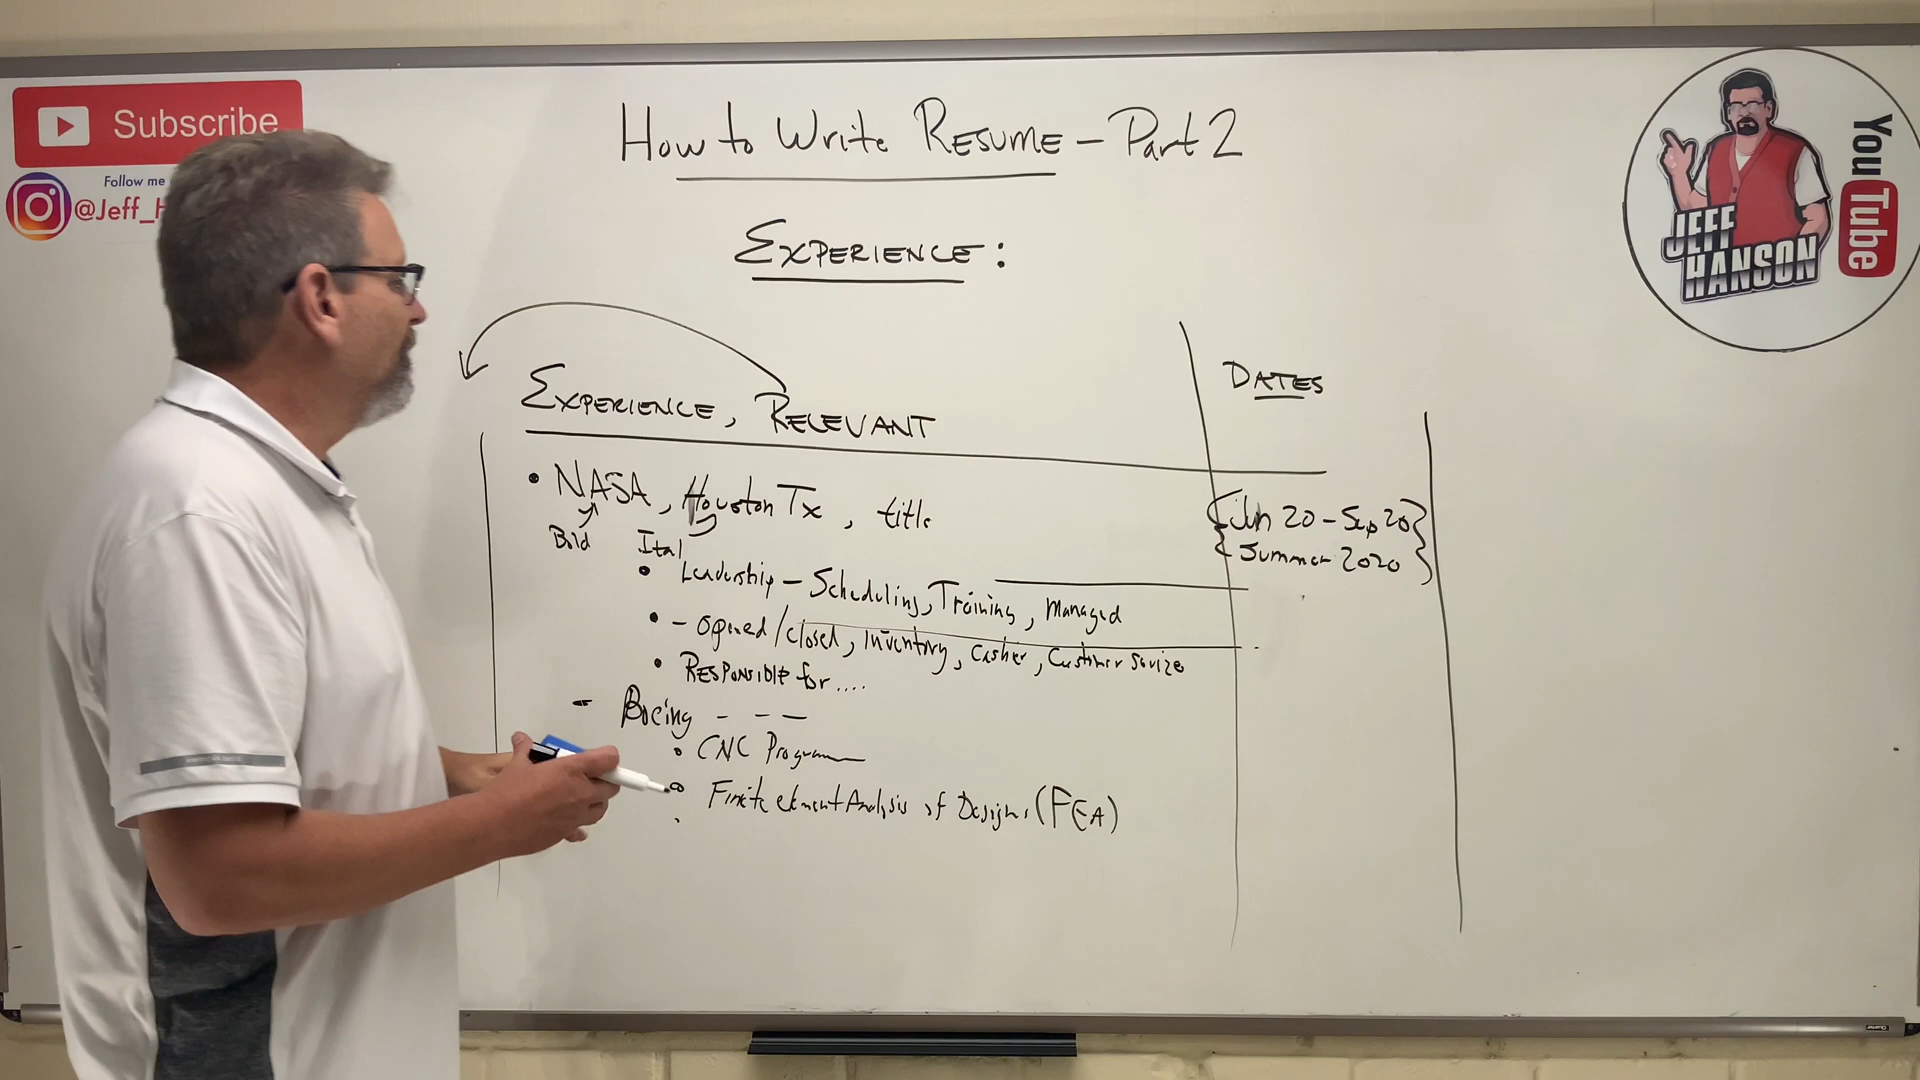 Subscribe
Follow me
@Jeff_H
How to Write RESUME - Part 2
EXPERIENCE:
JEFF
HANSON
YouTube
EXPERIENCE, RELEVANT
DATES
• NASA, Houston Tx, title
Bold Ital
Jun 20 - Sep 20
Summer 2020
• Leadership - Scheduling, Training, Managed
• - opened/closed, Inventory, Casher, Customer Service
• RESPONSIBLE for ....
- Boeing - - -
• CNC Program
• Finite element Analysis of Designs (FEA)